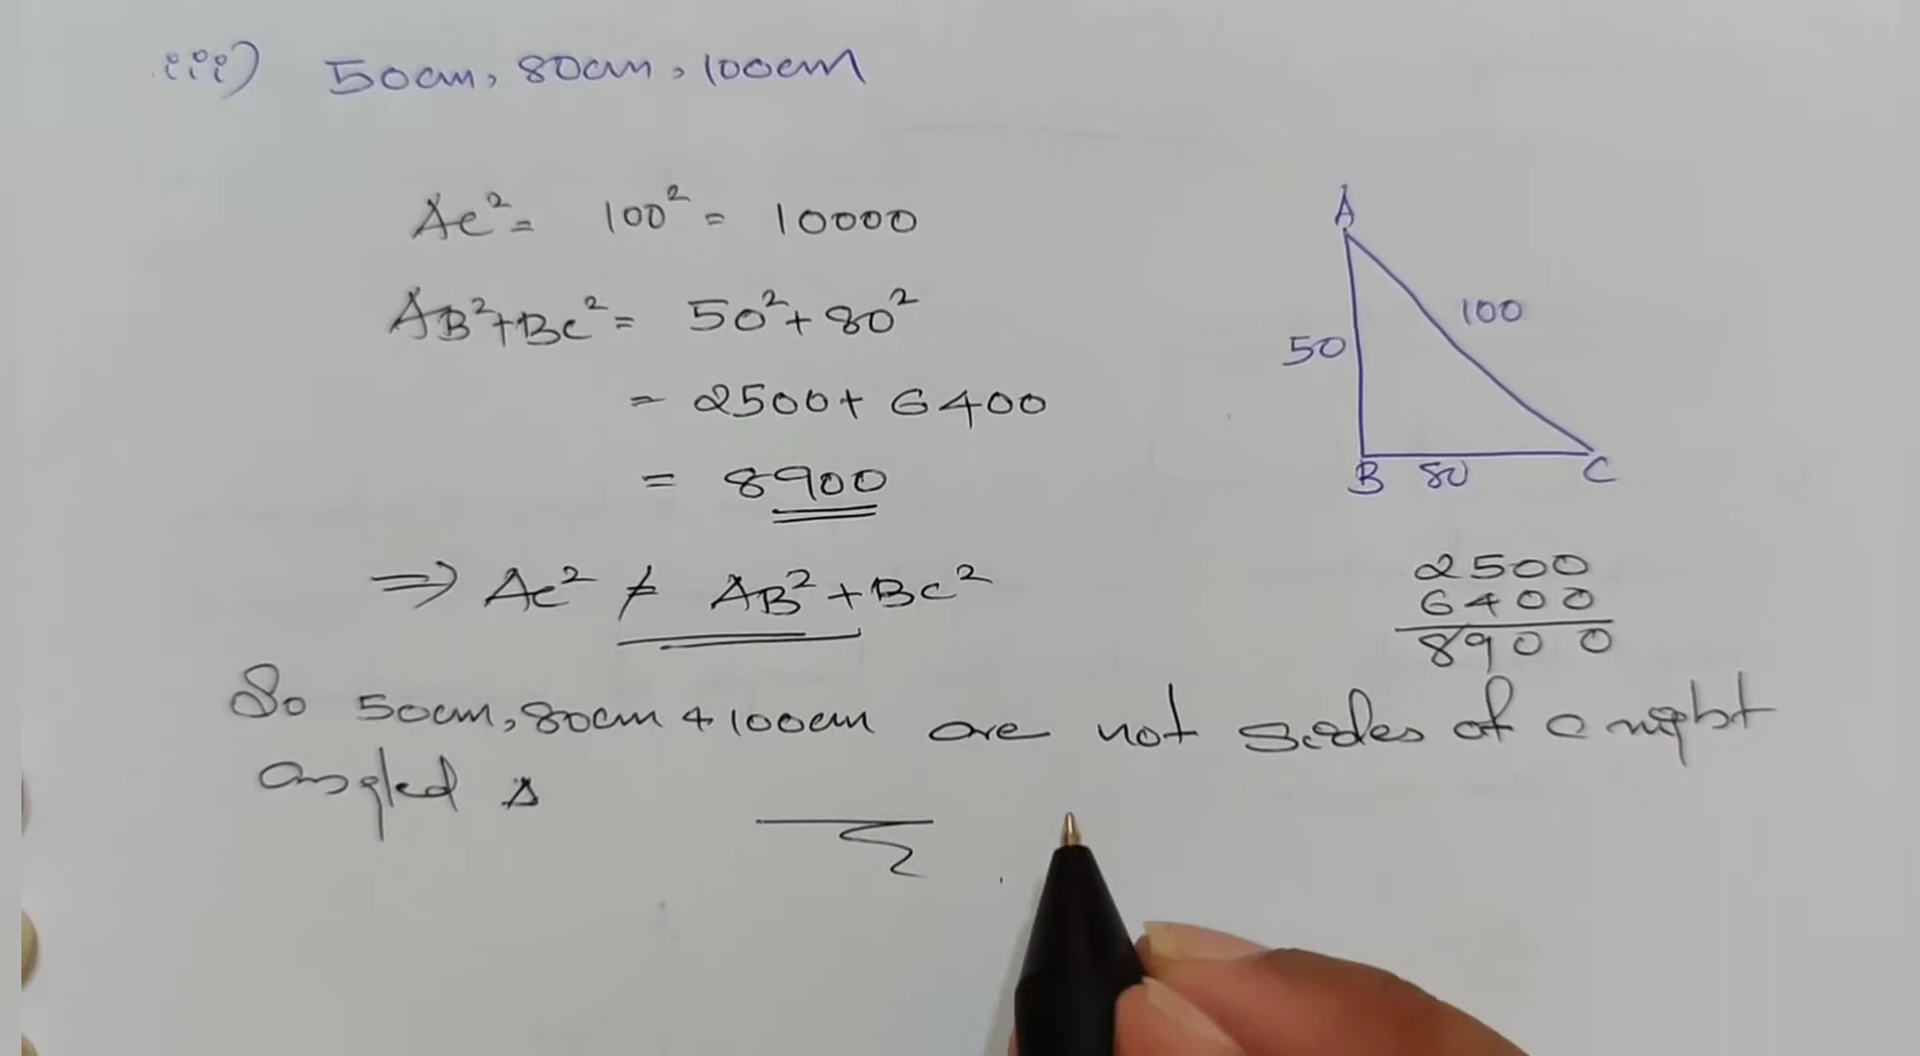 iii) 50cm, 80cm, 100cm
AC² = 100² = 10000
AB²+BC² = 50²+80²
= 2500+ 6400
= 8900
⇒ AC² ≠ AB²+BC²
So 50cm, 80cm & 100cm are not sides of a right
angled △
A
100
50
B 80 C
2500
6400
8900